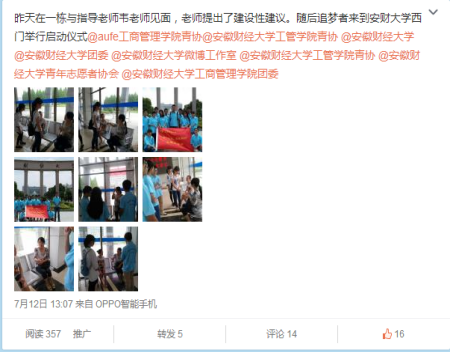 昨天在一栋与指导老师韦老师见面，老师提出了建设性建议。随后追梦者来到安财大学西
门举行启动仪式@aufe工商管理学院青协@安徽财经大学工管学院青协 @安徽财经大学
@安徽财经大学团委 @安徽财经大学微博工作室 @安徽财经大学工管学院青协 @安徽财
经大学青年志愿者协会 @安徽财经大学工商管理学院团委
7月12日 13:07 来自 OPPO智能手机
阅读 357 推广 转发 5 评论 14 16